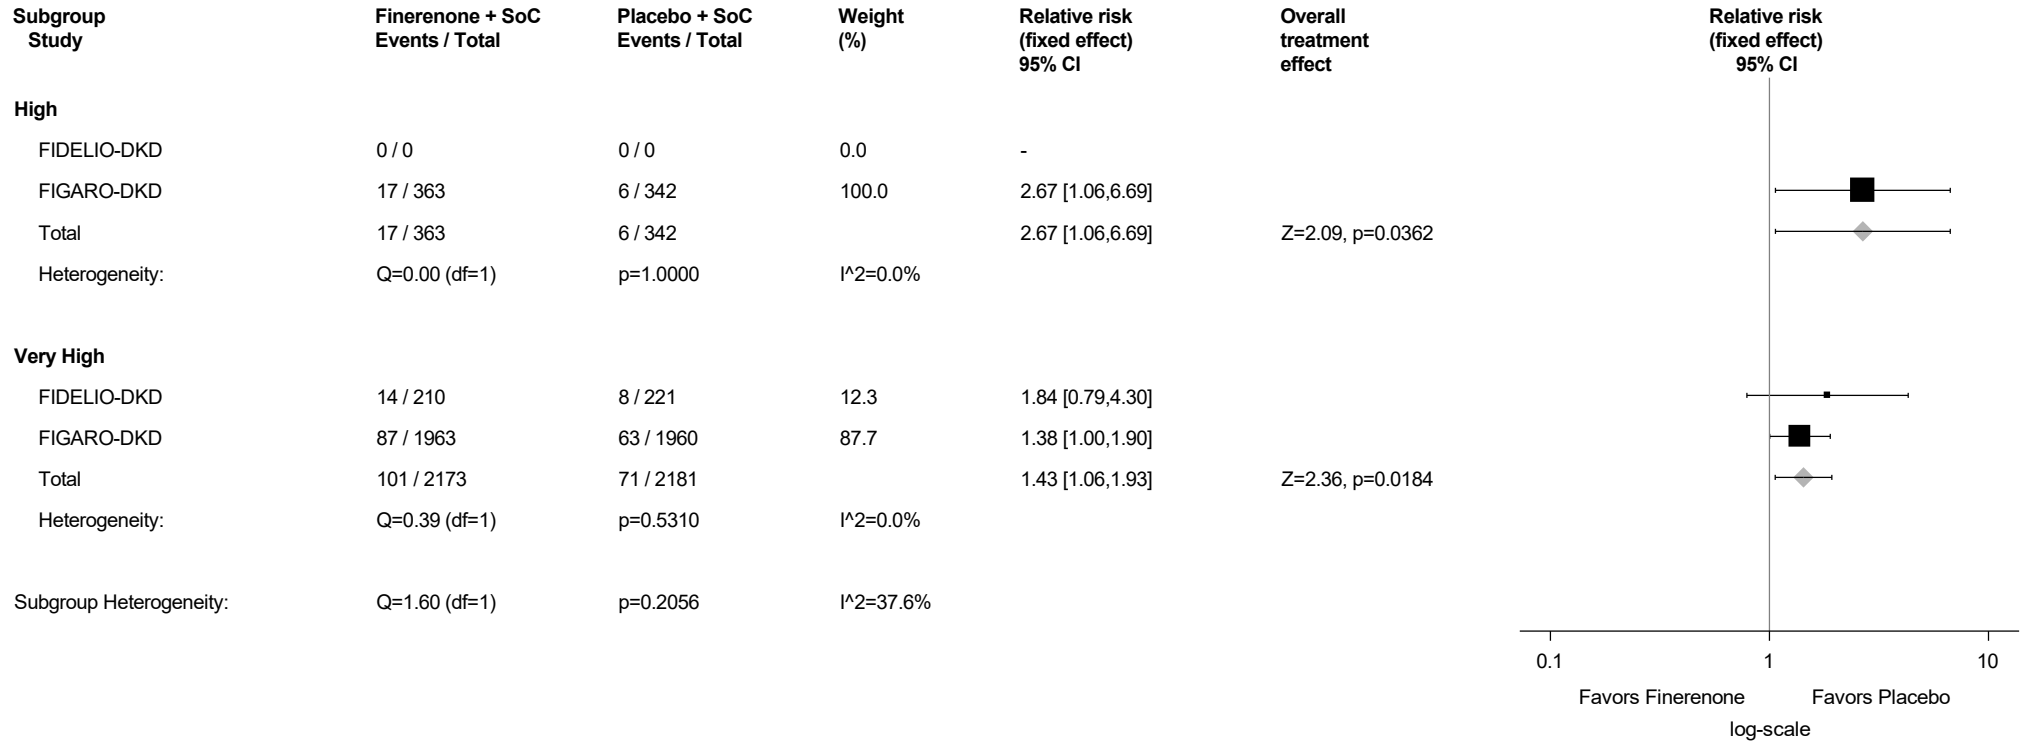 Subgroup Finerenone + SoC Placebo + SoC Weight Relative risk Overall Relative risk
Study Events / Total Events / Total (%) (fixed effect) treatment (fixed effect)
95% CI effect 95% CI
High
FIDELIO-DKD 0 / 0 0 / 0 0.0 -
FIGARO-DKD 17 / 363 6 / 342 100.0 2.67 [1.06,6.69]
Total 17 / 363 6 / 342 2.67 [1.06,6.69] Z=2.09, p=0.0362
Heterogeneity: Q=0.00 (df=1) p=1.0000 I^2=0.0%
Very High
FIDELIO-DKD 14 / 210 8 / 221 12.3 1.84 [0.79,4.30]
FIGARO-DKD 87 / 1963 63 / 1960 87.7 1.38 [1.00,1.90]
Total 101 / 2173 71 / 2181 1.43 [1.06,1.93] Z=2.36, p=0.0184
Heterogeneity: Q=0.39 (df=1) p=0.5310 I^2=0.0%
Subgroup Heterogeneity: Q=1.60 (df=1) p=0.2056 I^2=37.6%
0.1 1 10
Favors Finerenone Favors Placebo
log-scale